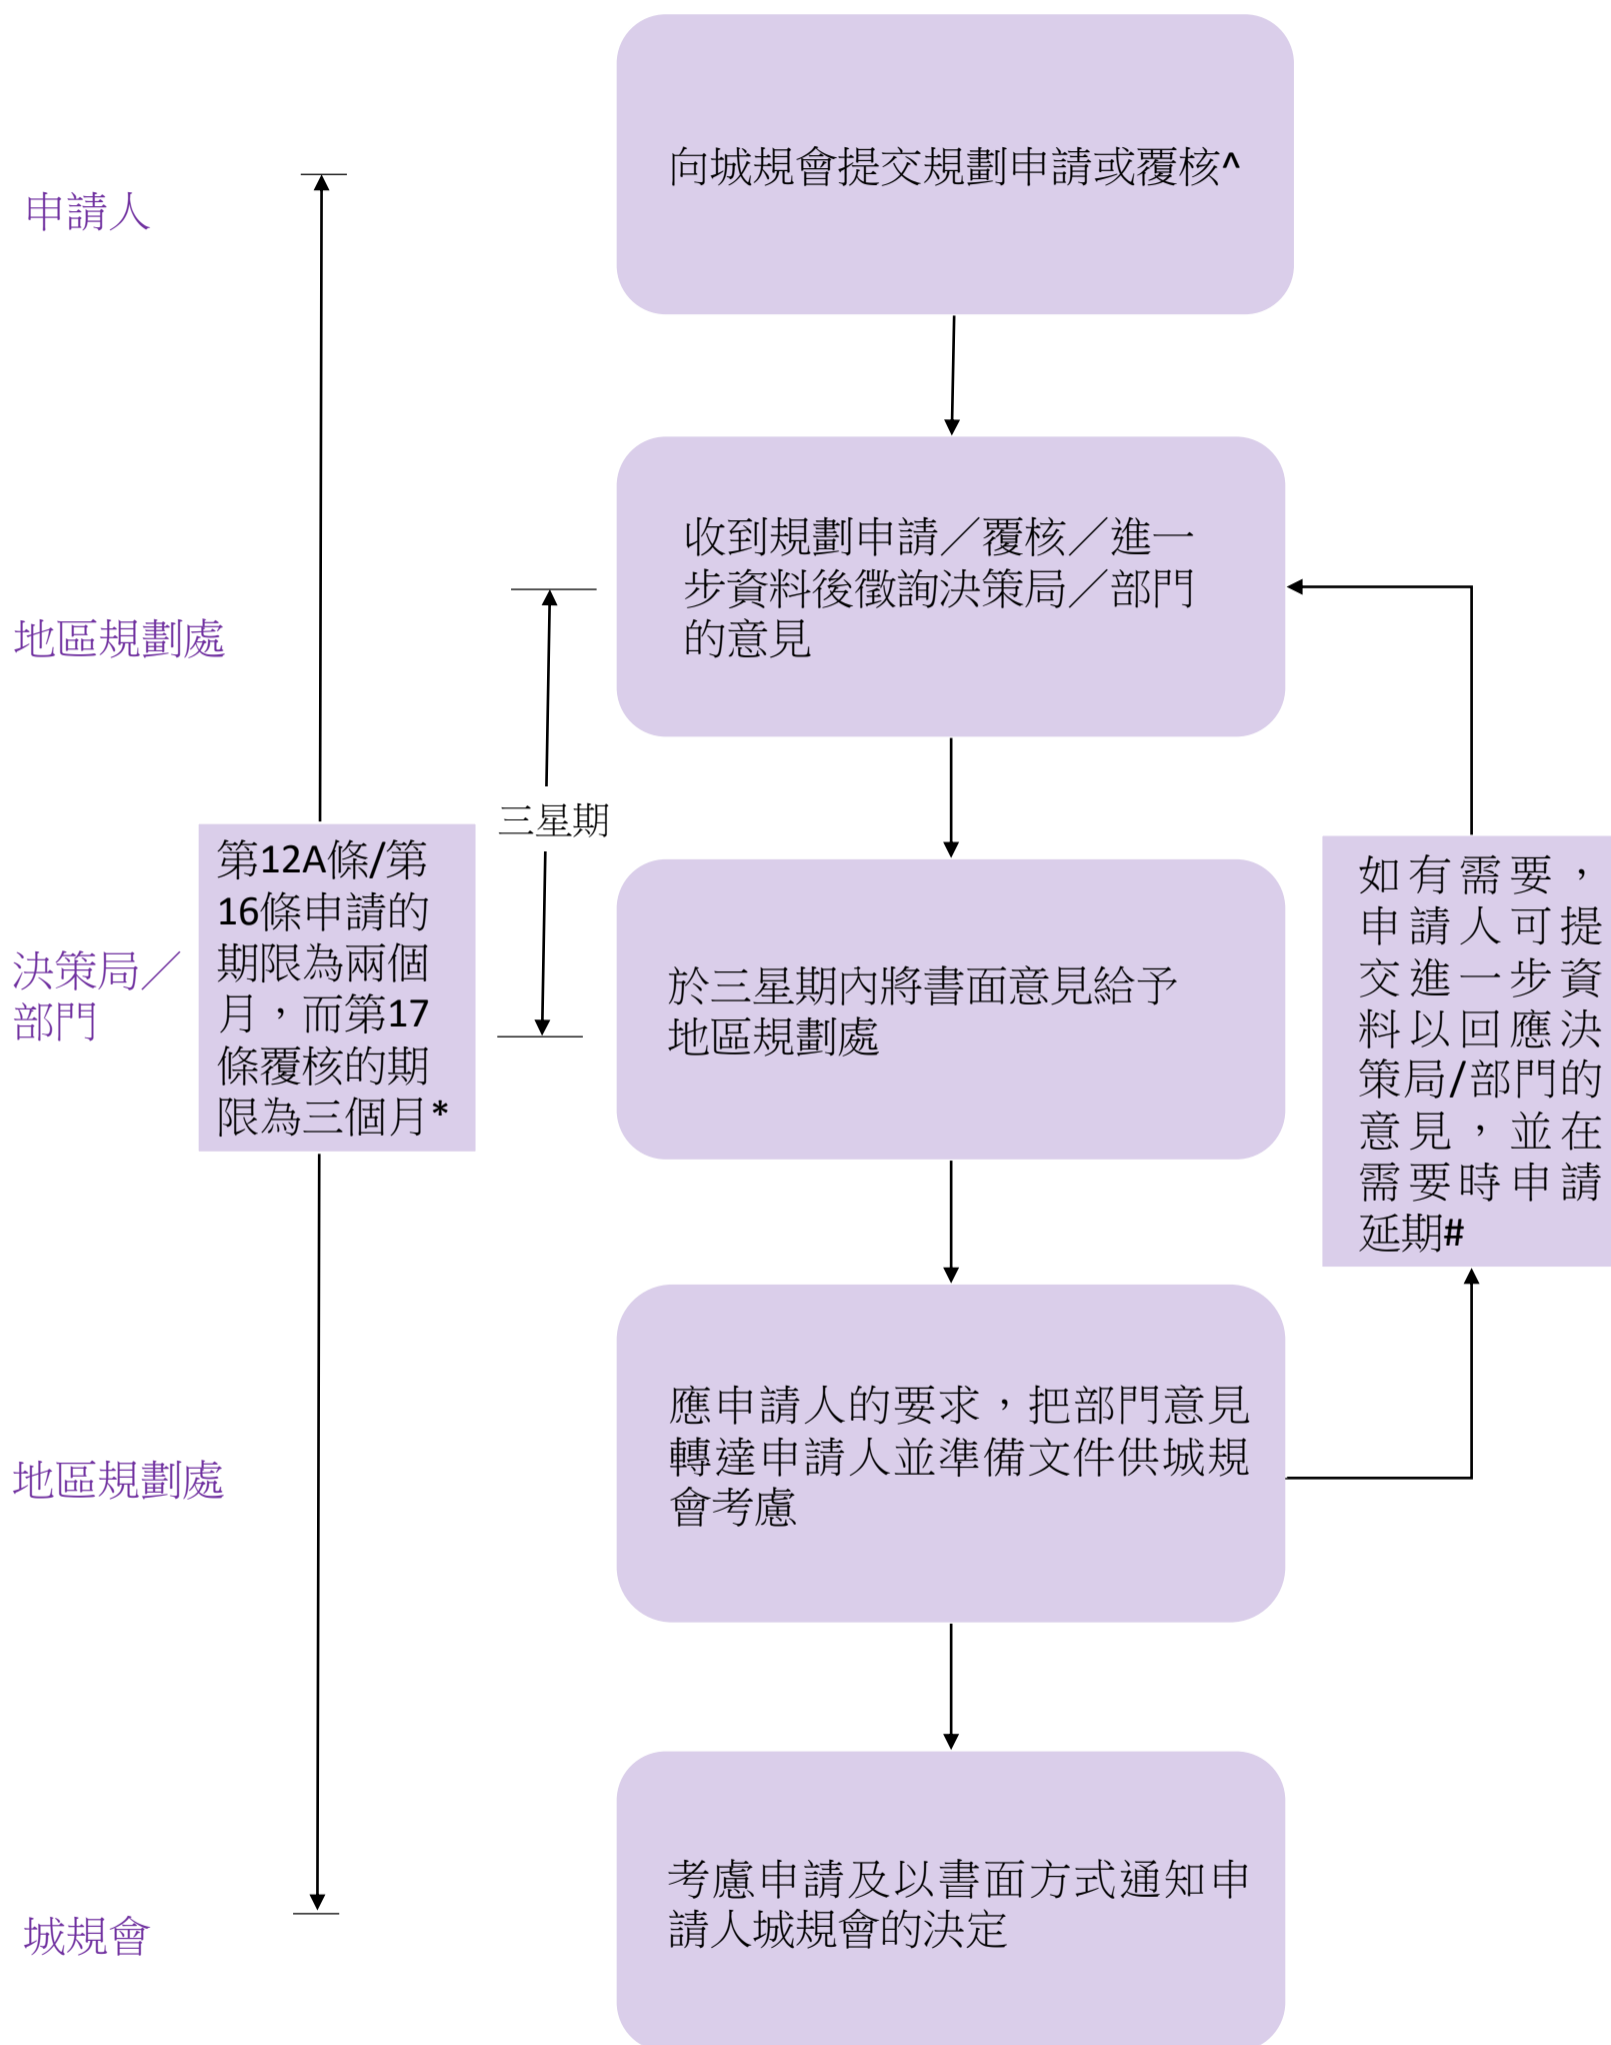 向城規會提交規劃申請或覆核^
申請人
收到規劃申請／覆核／進一
步資料後徵詢決策局／部門
的意見
地區規劃處
三星期
第12A條/第
16條申請的
期限為兩個
月，而第17
條覆核的期
限為三個月*
決策局／
部門
於三星期內將書面意見給予
地區規劃處
如有需要，
申請人可提
交進一步資
料以回應決
策局/部門的
意見，並在
需要時申請
延期#
應申請人的要求，把部門意見
轉達申請人並準備文件供城規
會考慮
地區規劃處
考慮申請及以書面方式通知申
請人城規會的決定
城規會